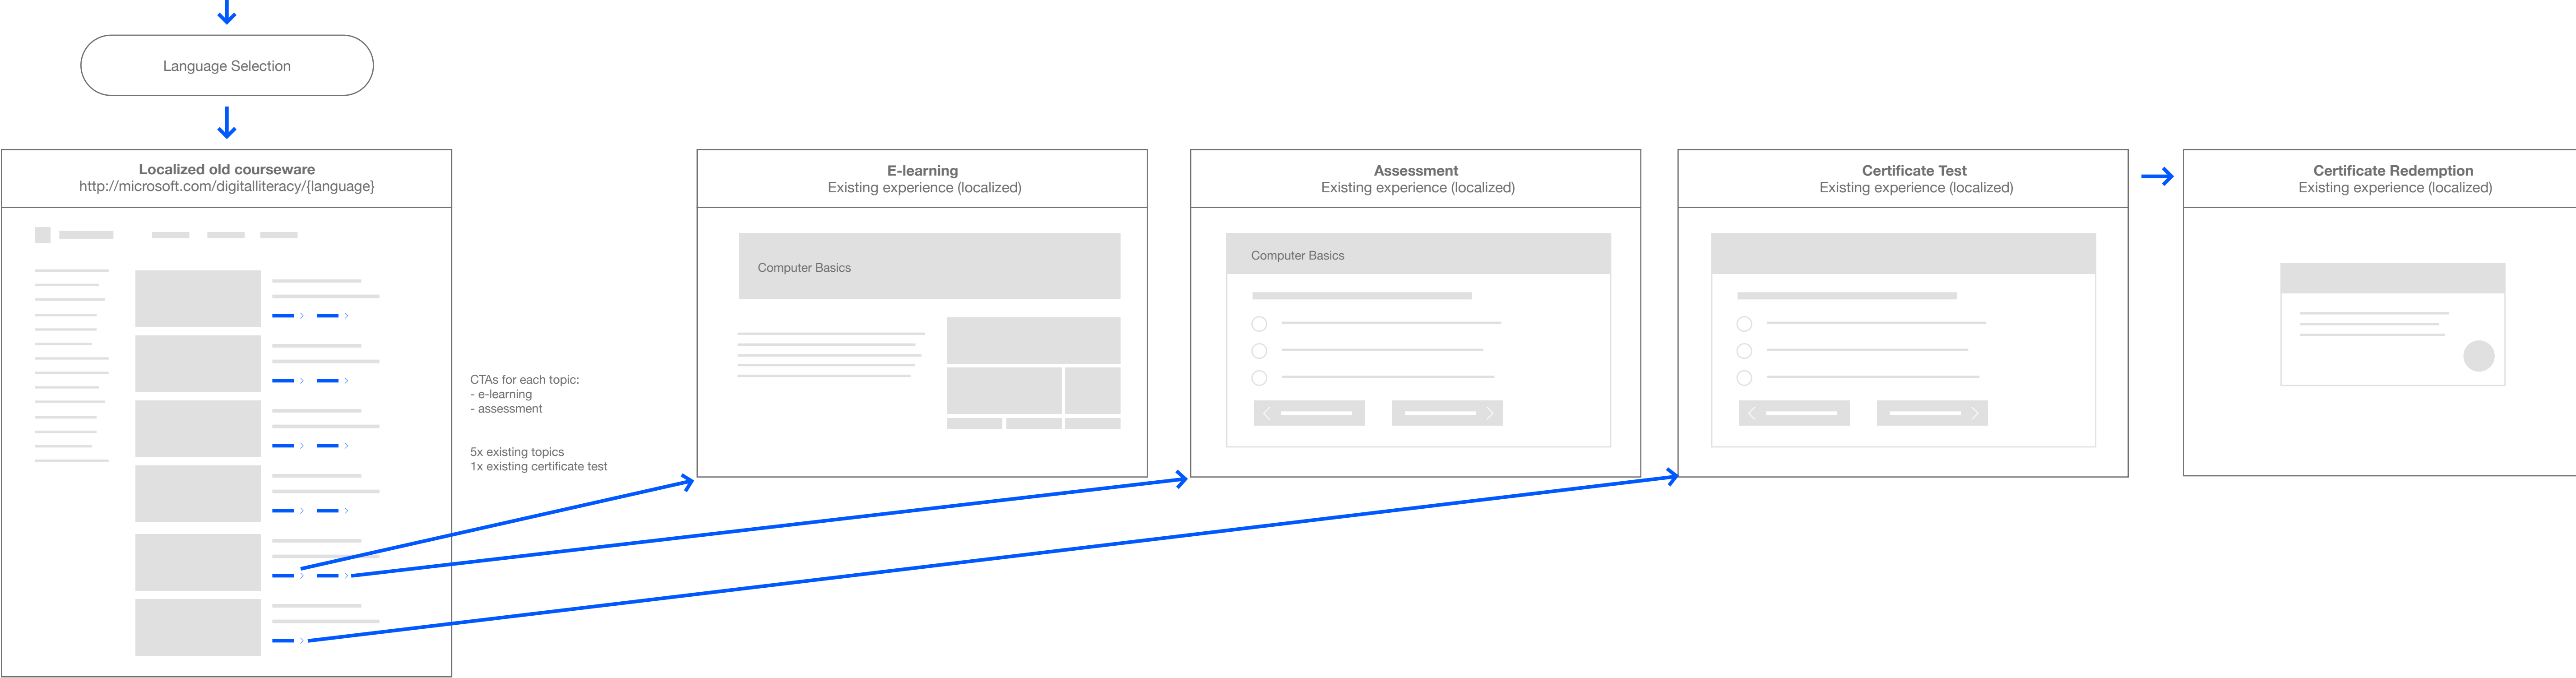 Language Selection
Localized old courseware
http://microsoft.com/digitalliteracy/{language}
CTAs for each topic:
- e-learning
- assessment
5x existing topics
1x existing certificate test
E-learning
Existing experience (localized)
Computer Basics
Assessment
Existing experience (localized)
Computer Basics
Certificate Test
Existing experience (localized)
Certificate Redemption
Existing experience (localized)